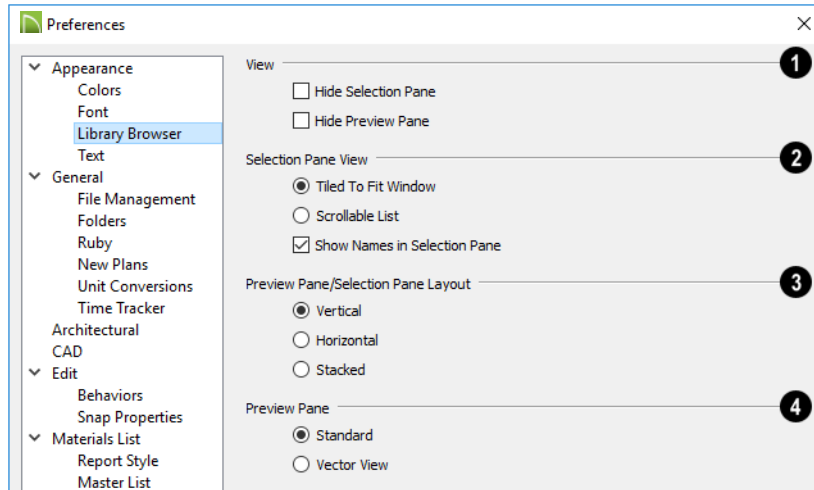 Preferences
Appearance
Colors
Font
Library Browser
Text
General
File Management
Folders
Ruby
New Plans
Unit Conversions
Time Tracker
Architectural
CAD
Edit
Behaviors
Snap Properties
Materials List
Report Style
Master List
View
1
Hide Selection Pane
Hide Preview Pane
Selection Pane View
2
Tiled To Fit Window
Scrollable List
Show Names in Selection Pane
Preview Pane/Selection Pane Layout
3
Vertical
Horizontal
Stacked
Preview Pane
4
Standard
Vector View